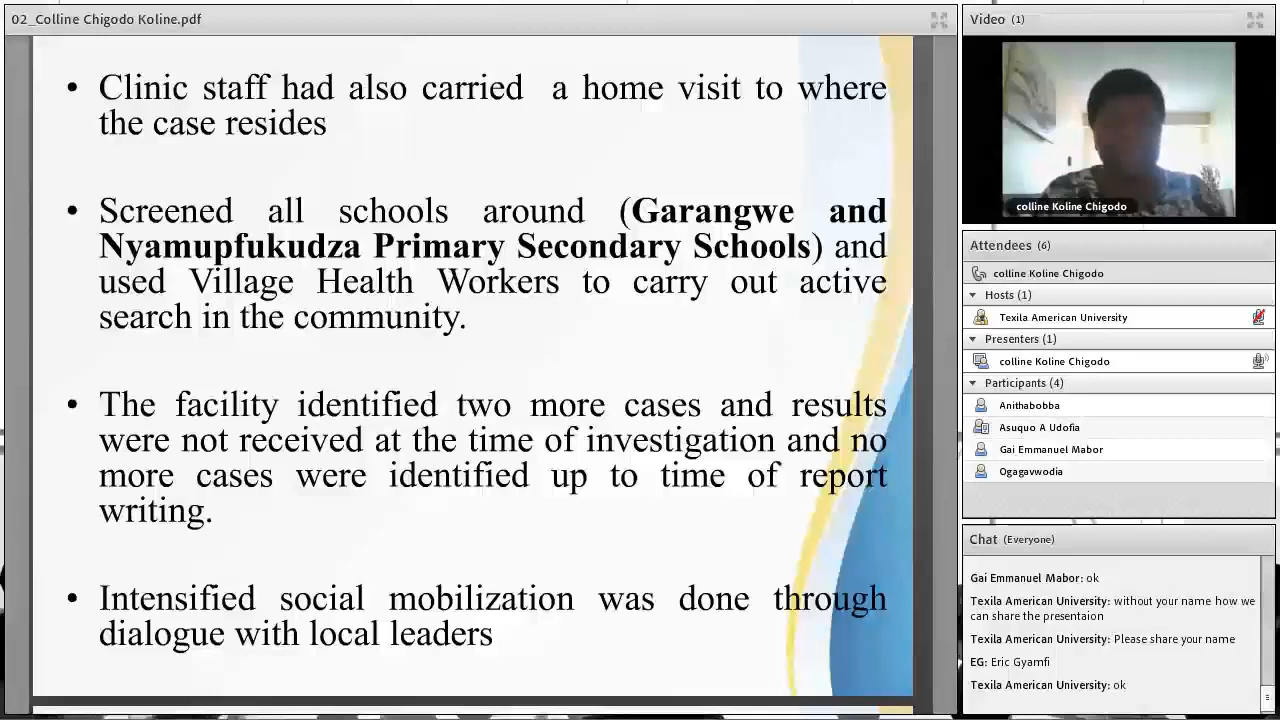 02_Colline Chigodo Koline.pdf
• Clinic staff had also carried a home visit to where
the case resides
• Screened all schools around (Garangwe and
Nyamupfukudza Primary Secondary Schools) and
used Village Health Workers to carry out active
search in the community.
• The facility identified two more cases and results
were not received at the time of investigation and no
more cases were identified up to time of report
writing.
• Intensified social mobilization was done through
dialogue with local leaders
Video (1)
colline Koline Chigodo
Attendees (6)
colline Koline Chigodo
Hosts (1)
Texila American University
Presenters (1)
colline Koline Chigodo
Participants (4)
Anithabobba
Asuquo A Udofia
Gai Emmanuel Mabor
Ogagavwodia
Chat (Everyone)
Gai Emmanuel Mabor: ok
Texila American University: without your name how we
can share the presentaion
Texila American University: Please share your name
EG: Eric Gyamfi
Texila American University: ok